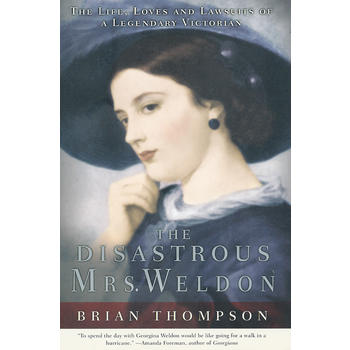 THE LIFE, LOVES AND LAWSUITS OF
A LEGENDARY VICTORIAN
THE
DISASTROUS
MRS. WELDON
BRIAN THOMPSON
"To spend the day with Georgina Weldon would be like going for a walk in a
hurricane." —Amanda Foreman, author of Georgiana